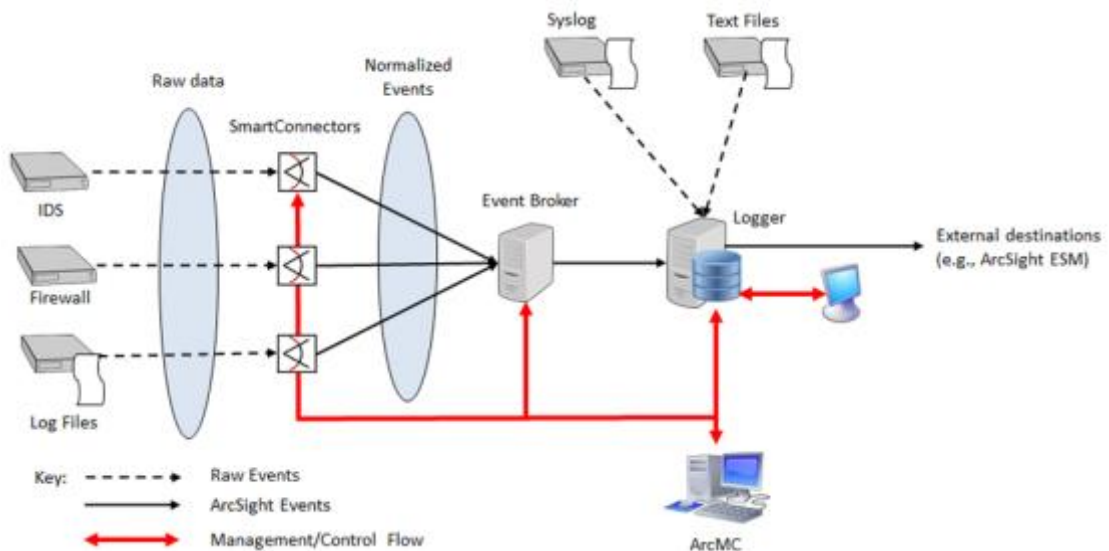 Syslog
Text Files
Raw data
Normalized
Events
SmartConnectors
IDS
Event Broker
Logger
External destinations
(e.g., ArcSight ESM)
Firewall
Log Files
Key:
Raw Events
ArcSight Events
Management/Control Flow
ArcMC